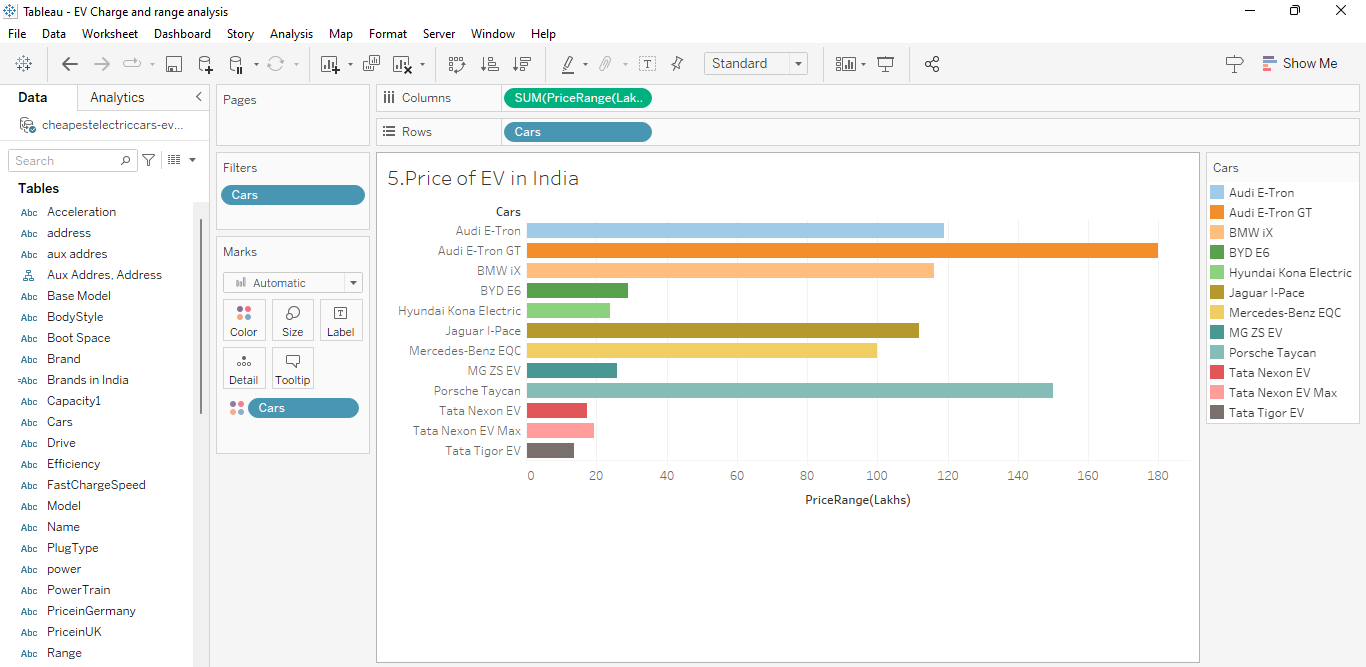 Tableau - EV Charge and range analysis
File Data Worksheet Dashboard Story Analysis Map Format Server Window Help
Standard
Show Me
Data Analytics
cheapestelectriccars-ev...
Search
Tables
Abc Acceleration
Abc address
Abc aux addres
Aux Addres, Address
Abc Base Model
Abc BodyStyle
Abc Boot Space
Abc Brand
=Abc Brands in India
Abc Capacity1
Abc Cars
Abc Drive
Abc Efficiency
Abc FastChargeSpeed
Abc Model
Abc Name
Abc PlugType
Abc power
Abc PowerTrain
Abc PriceinGermany
Abc PriceinUK
Abc Range
Pages
Filters
Cars
Marks
Automatic
Color Size Label
Detail Tooltip
Cars
Columns SUM(PriceRange(Lak..
Rows Cars
5.Price of EV in India
Cars
Audi E-Tron
Audi E-Tron GT
BMW iX
BYD E6
Hyundai Kona Electric
Jaguar I-Pace
Mercedes-Benz EQC
MG ZS EV
Porsche Taycan
Tata Nexon EV
Tata Nexon EV Max
Tata Tigor EV
0 20 40 60 80 100 120 140 160 180
PriceRange(Lakhs)
Cars
Audi E-Tron
Audi E-Tron GT
BMW iX
BYD E6
Hyundai Kona Electric
Jaguar I-Pace
Mercedes-Benz EQC
MG ZS EV
Porsche Taycan
Tata Nexon EV
Tata Nexon EV Max
Tata Tigor EV